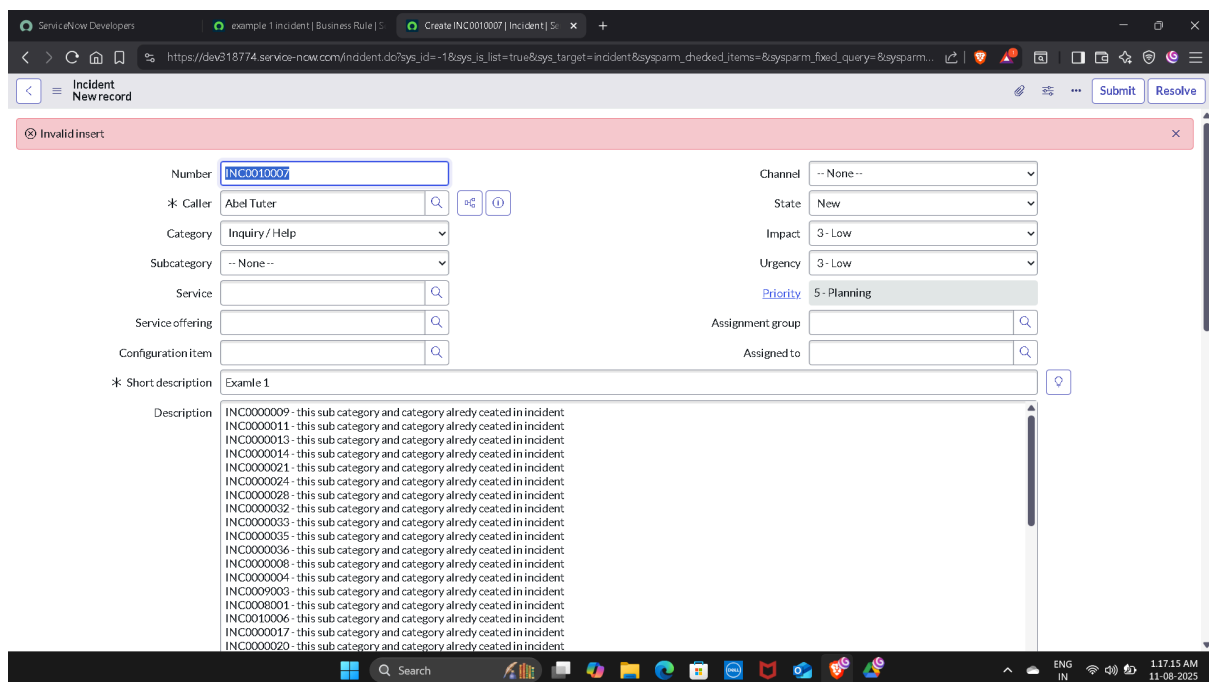 ServiceNow Developers
example 1 incident | Business Rule | S
Create INC0010007 | Incident | Se
https://dev318774.service-now.com/incident.do?sys_id=-1&sys_is_list=true&sys_target=incident&sysparm_checked_items=&sysparm_fixed_query=&sysparm...
Incident
New record
Submit
Resolve
Invalid insert
Number INC0010007
Channel -- None --
Caller Abel Tuter
State New
Category Inquiry / Help
Impact 3 - Low
Subcategory -- None --
Urgency 3 - Low
Service
Priority 5 - Planning
Service offering
Assignment group
Configuration item
Assigned to
Short description Examle 1
Description
INC0000009 - this sub category and category alredy ceated in incident
INC0000011 - this sub category and category alredy ceated in incident
INC0000013 - this sub category and category alredy ceated in incident
INC0000014 - this sub category and category alredy ceated in incident
INC0000021 - this sub category and category alredy ceated in incident
INC0000024 - this sub category and category alredy ceated in incident
INC0000028 - this sub category and category alredy ceated in incident
INC0000032 - this sub category and category alredy ceated in incident
INC0000033 - this sub category and category alredy ceated in incident
INC0000035 - this sub category and category alredy ceated in incident
INC0000036 - this sub category and category alredy ceated in incident
INC0000008 - this sub category and category alredy ceated in incident
INC0000004 - this sub category and category alredy ceated in incident
INC0009003 - this sub category and category alredy ceated in incident
INC0008001 - this sub category and category alredy ceated in incident
INC0010006 - this sub category and category alredy ceated in incident
INC0000017 - this sub category and category alredy ceated in incident
INC0000020 - this sub category and category alredy ceated in incident
Search
DELL
ENG
IN
1.17.15 AM
11-08-2025